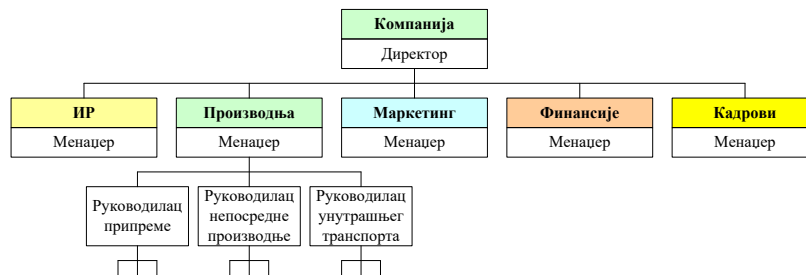 Компанија
Директор
ИР
Производња
Маркетинг
Финансије
Кадрови
Менаџер
Менаџер
Менаџер
Менаџер
Менаџер
Руководилац
припреме
Руководилац
непосредне
производње
Руководилац
унутрашњег
транспорта